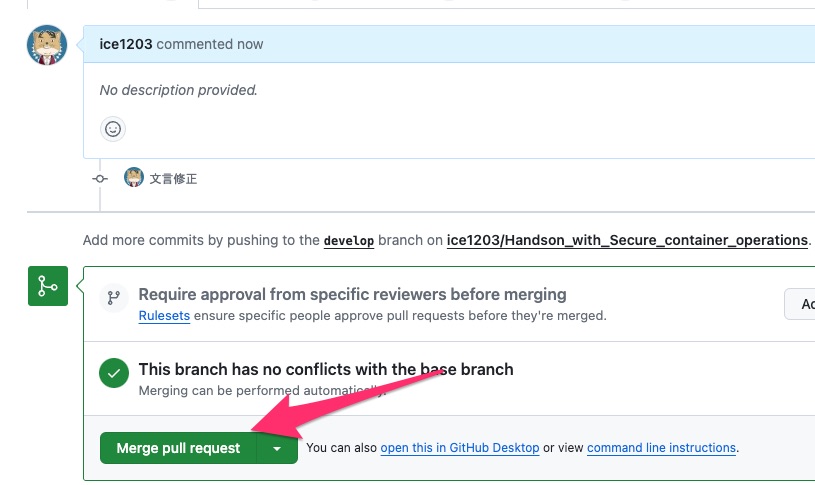 ice1203 commented now
No description provided.
文言修正
Add more commits by pushing to the develop branch on ice1203/Handson_with_Secure_container_operations.
Require approval from specific reviewers before merging
Rulesets ensure specific people approve pull requests before they're merged.
Ad
This branch has no conflicts with the base branch
Merging can be performed automatically.
Merge pull request
You can also open this in GitHub Desktop or view command line instructions.